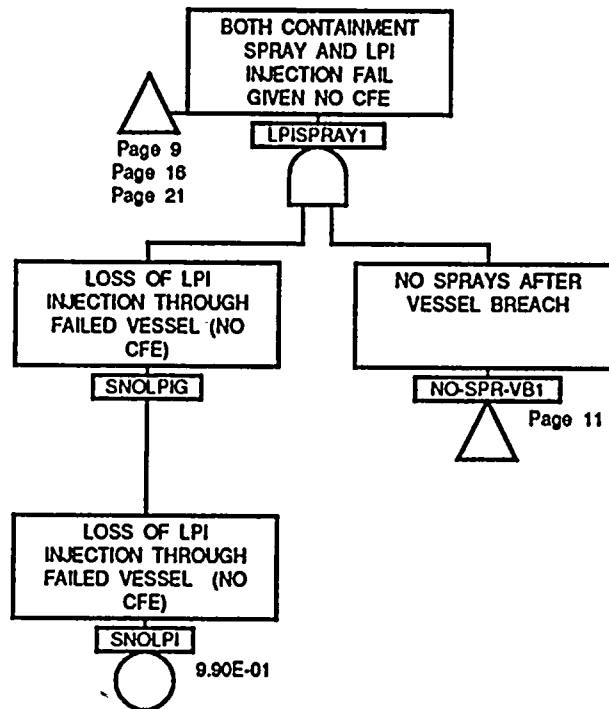 BOTH CONTAINMENT
SPRAY AND LPI
INJECTION FAIL
GIVEN NO CFE
LPISPRAY1
Page 9
Page 16
Page 21
LOSS OF LPI
INJECTION THROUGH
FAILED VESSEL (NO
CFE)
SNOLPIG
NO SPRAYS AFTER
VESSEL BREACH
NO-SPR-VB1
Page 11
LOSS OF LPI
INJECTION THROUGH
FAILED VESSEL (NO
CFE)
SNOLPI
9.90E-01